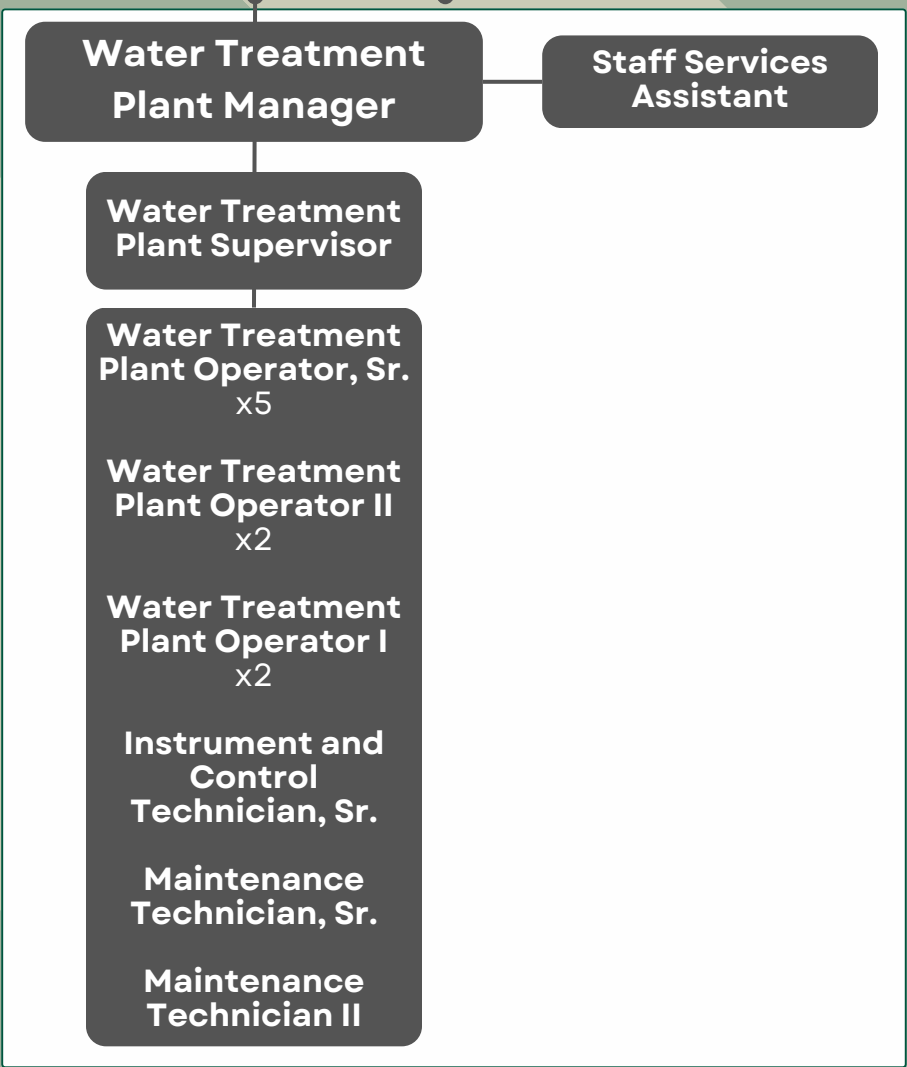 Water Treatment
Plant Manager
Staff Services
Assistant
Water Treatment
Plant Supervisor
Water Treatment
Plant Operator, Sr.
x5
Water Treatment
Plant Operator II
x2
Water Treatment
Plant Operator I
x2
Instrument and
Control
Technician, Sr.
Maintenance
Technician, Sr.
Maintenance
Technician II